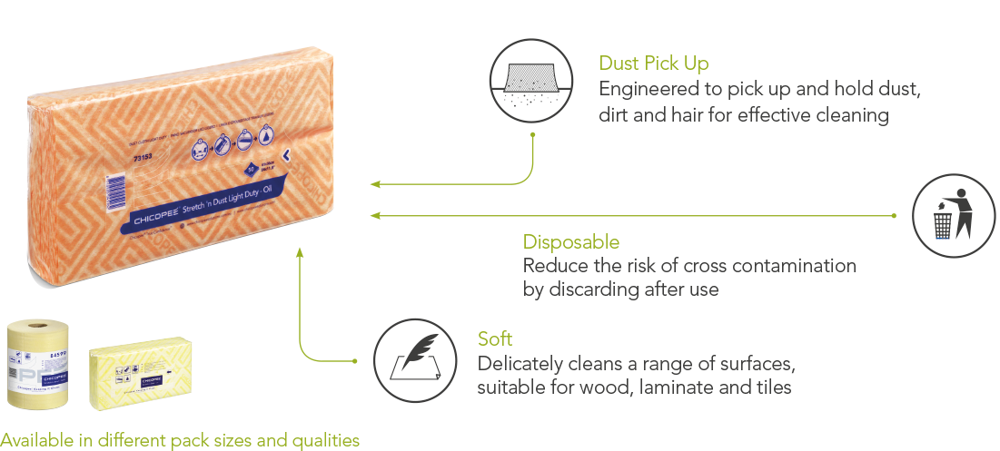 Dust Pick Up
Engineered to pick up and hold dust,
dirt and hair for effective cleaning
73153
50
CHICOPEE Stretch 'n Dust Light Duty - Oil
Disposable
Reduce the risk of cross contamination
by discarding after use
Soft
Delicately cleans a range of surfaces,
suitable for wood, laminate and tiles
CHICOPEE
CHICOPEE
Available in different pack sizes and qualities